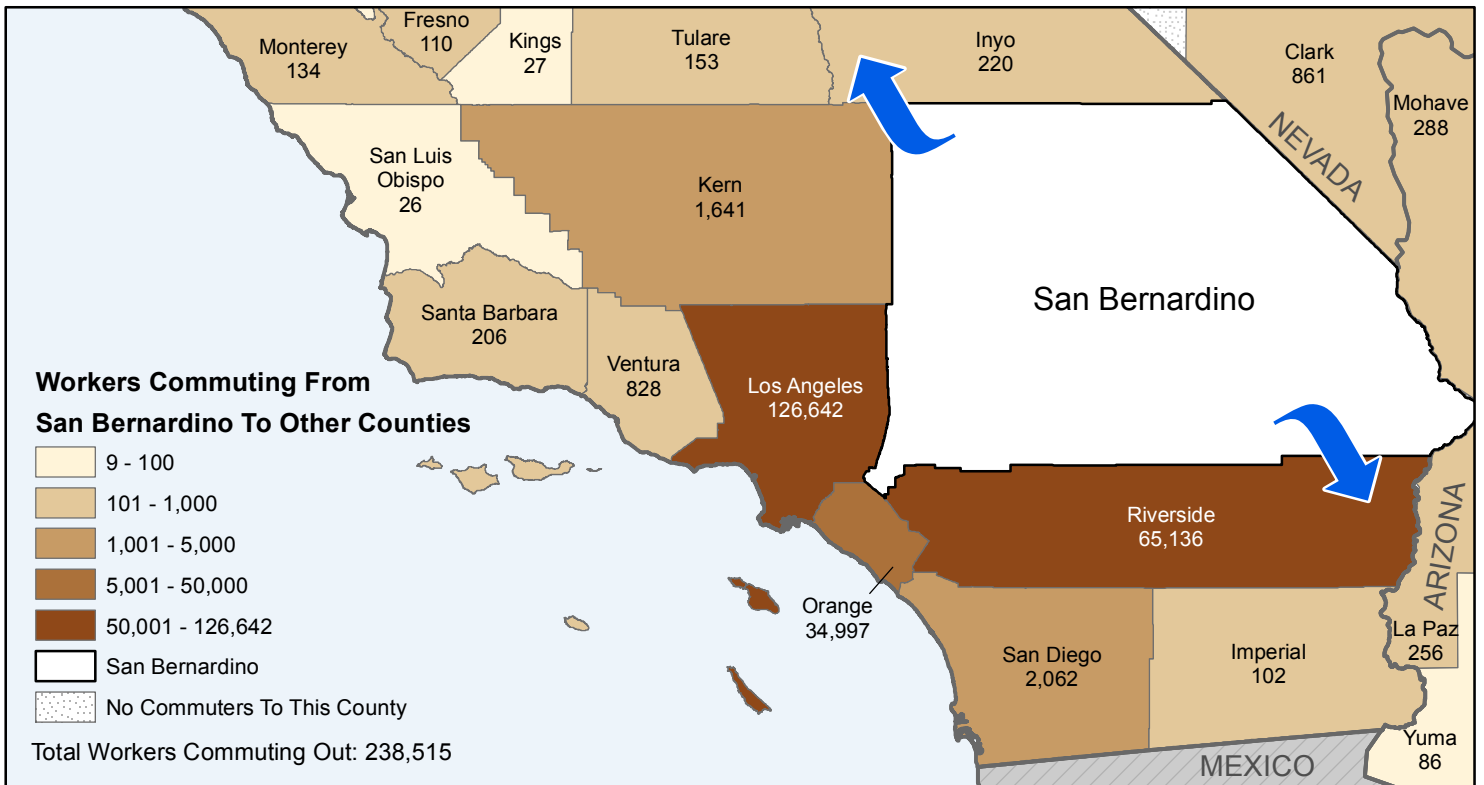 Fresno
110
Monterey
134
Kings
27
Tulare
153
Inyo
220
Clark
861
Mohave
288
NEVADA
San Luis
Obispo
26
Kern
1,641
San Bernardino
Santa Barbara
206
Ventura
828
Los Angeles
126,642
Riverside
65,136
ARIZONA
Orange
34,997
San Diego
2,062
Imperial
102
La Paz
256
Yuma
86
MEXICO
Workers Commuting From
San Bernardino To Other Counties
9 - 100
101 - 1,000
1,001 - 5,000
5,001 - 50,000
50,001 - 126,642
San Bernardino
No Commuters To This County
Total Workers Commuting Out: 238,515